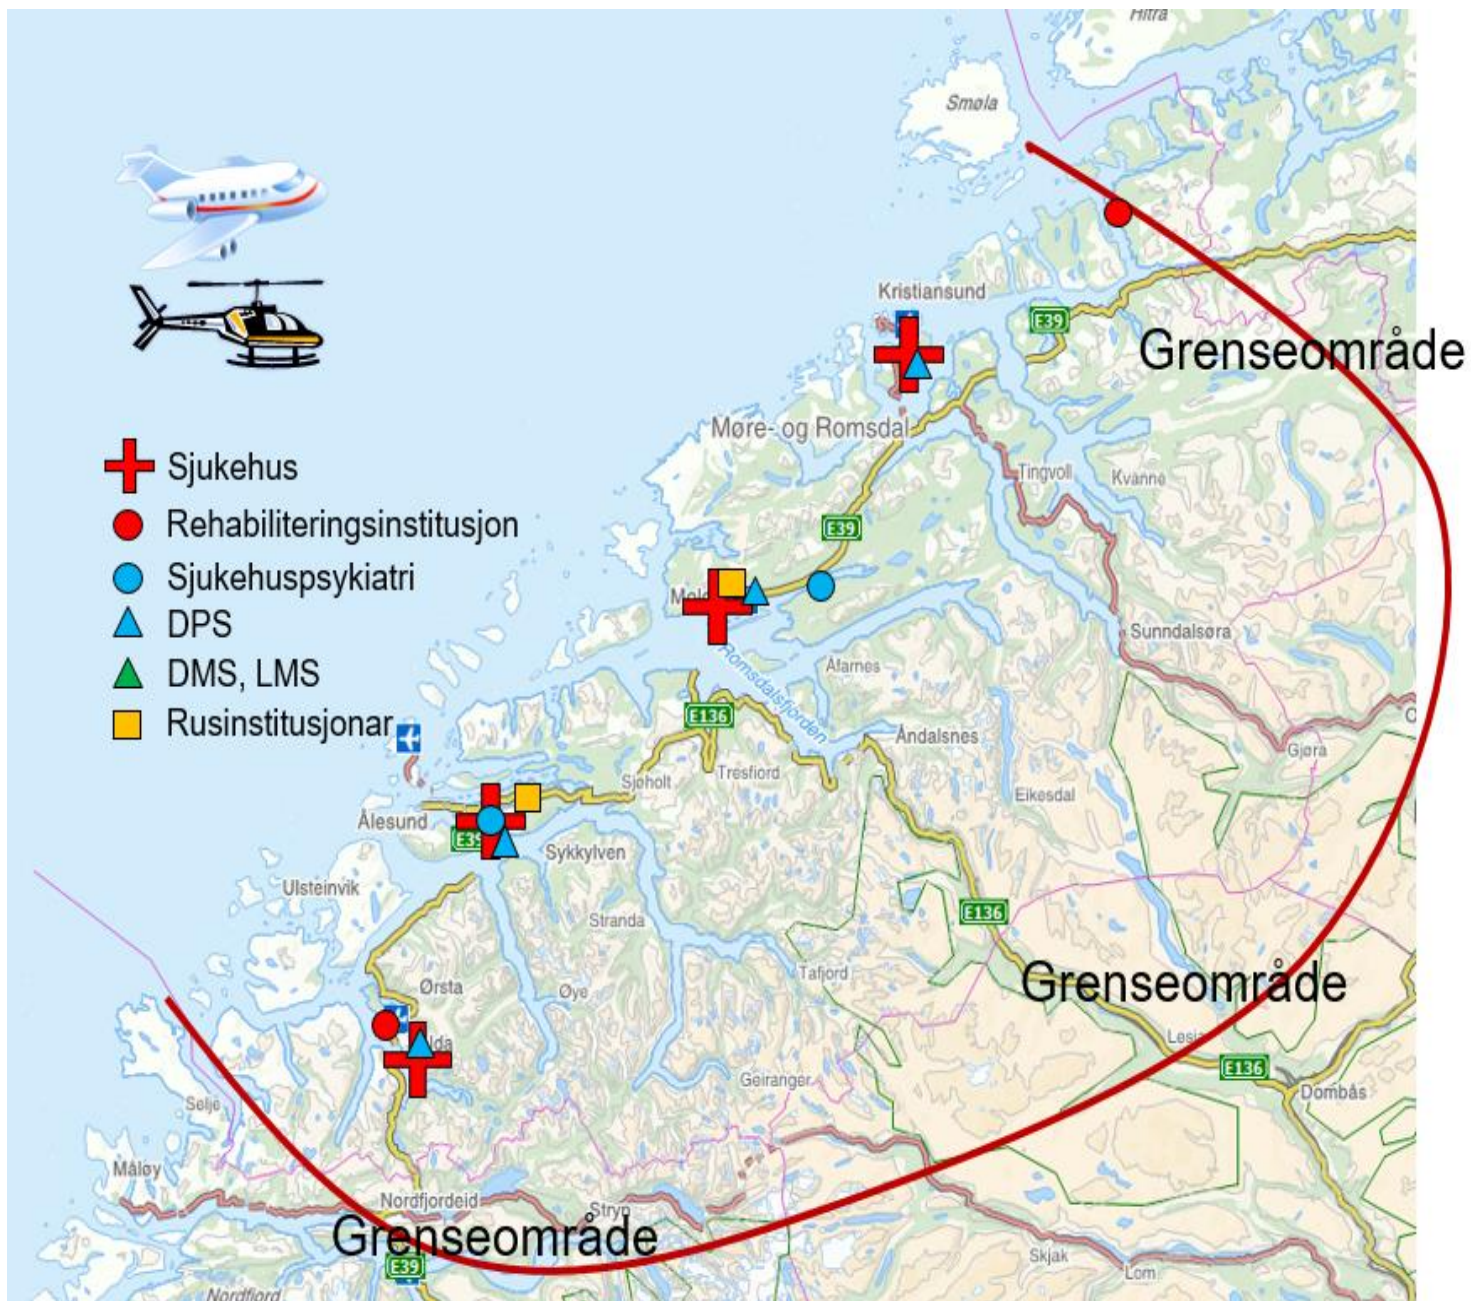 Hitra
Smøla
Kristiansund
E39
Grenseområde
Møre- og Romsdal
Sjukehus
Tingvoll
Kvanne
Rehabiliteringsinstitusjon
E39
Sjukehuspsykiatri
DPS
Sunndalsøra
DMS, LMS
Åfarnes
Romsdalsfjorden
Rusinstitusjonar
E136
Åndalsnes
Gjøra
Tresfjord
Sjøholt
Eikesdal
Ålesund
E39
Sykkylven
Ulsteinvik
Stranda
E136
Tafjord
Grenseområde
Ørsta
Øye
Lesja
E136
Geiranger
Dombås
Selje
Måløy
Nordfjordeid
Stryn
Grenseområde
Skjåk
Lom
E39
Nordfjord